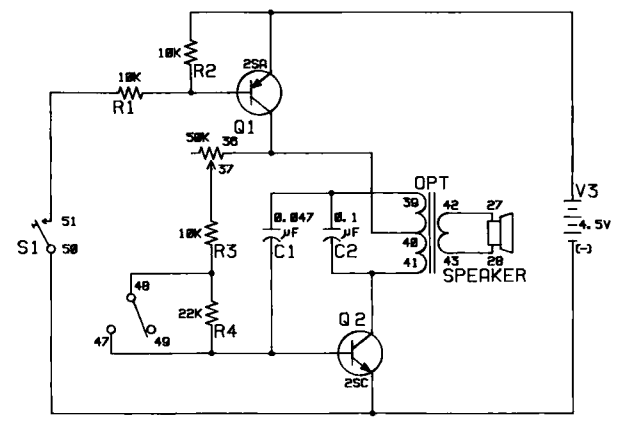 10K
R2
2SA
10K
R1
Q1
50K
36
37
OPT
39
42
27
V3
51
0.047
µF
0.1
µF
4.5V
S1
50
10K
R3
C1
C2
40
41
43
28
(-)
SPEAKER
48
22K
R4
Q2
47
49
2SC